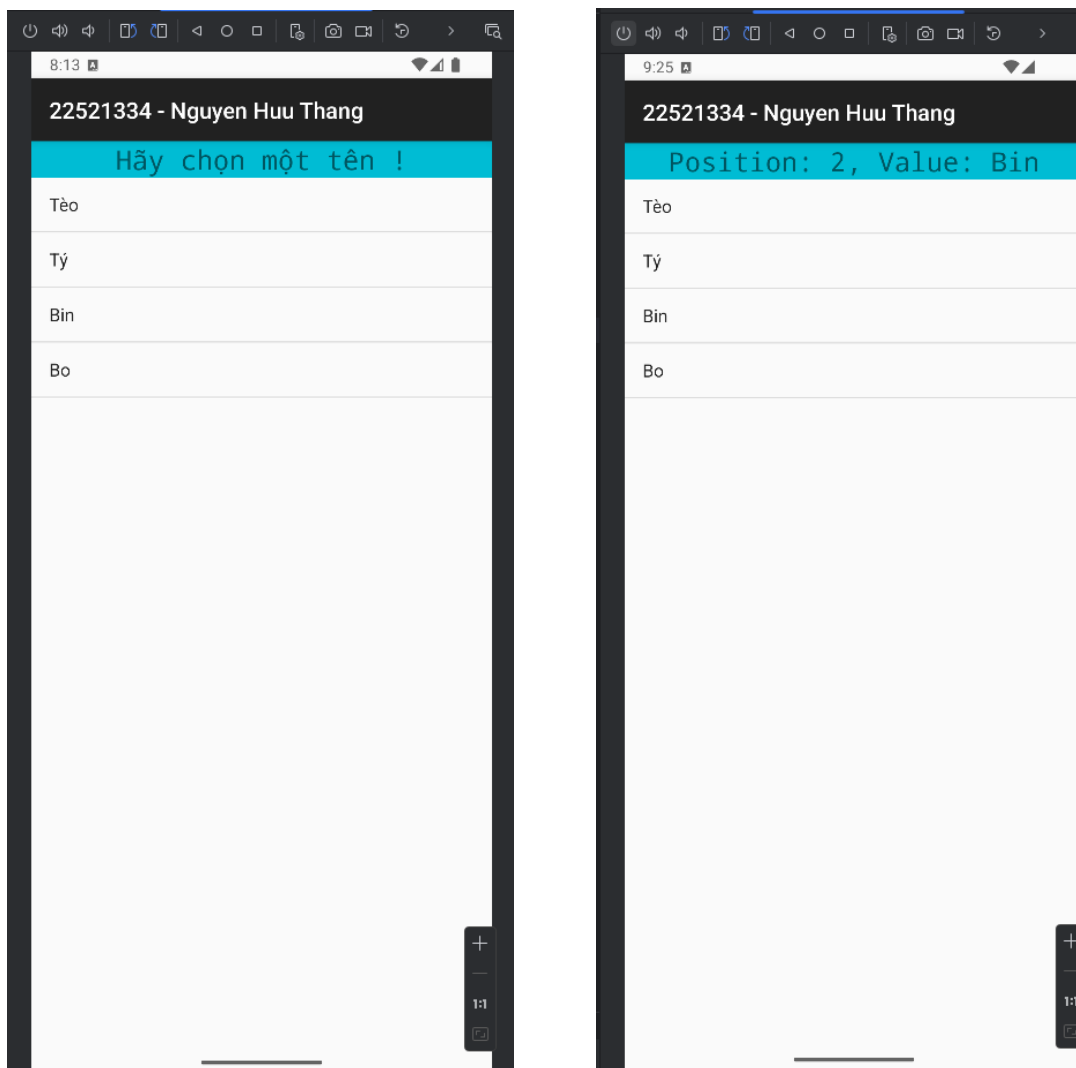 8:13
22521334 - Nguyen Huu Thang
Hãy chọn một tên !
Tèo
Tý
Bin
Bo
1:1
9:25
22521334 - Nguyen Huu Thang
Position: 2, Value: Bin
Tèo
Tý
Bin
Bo
1:1